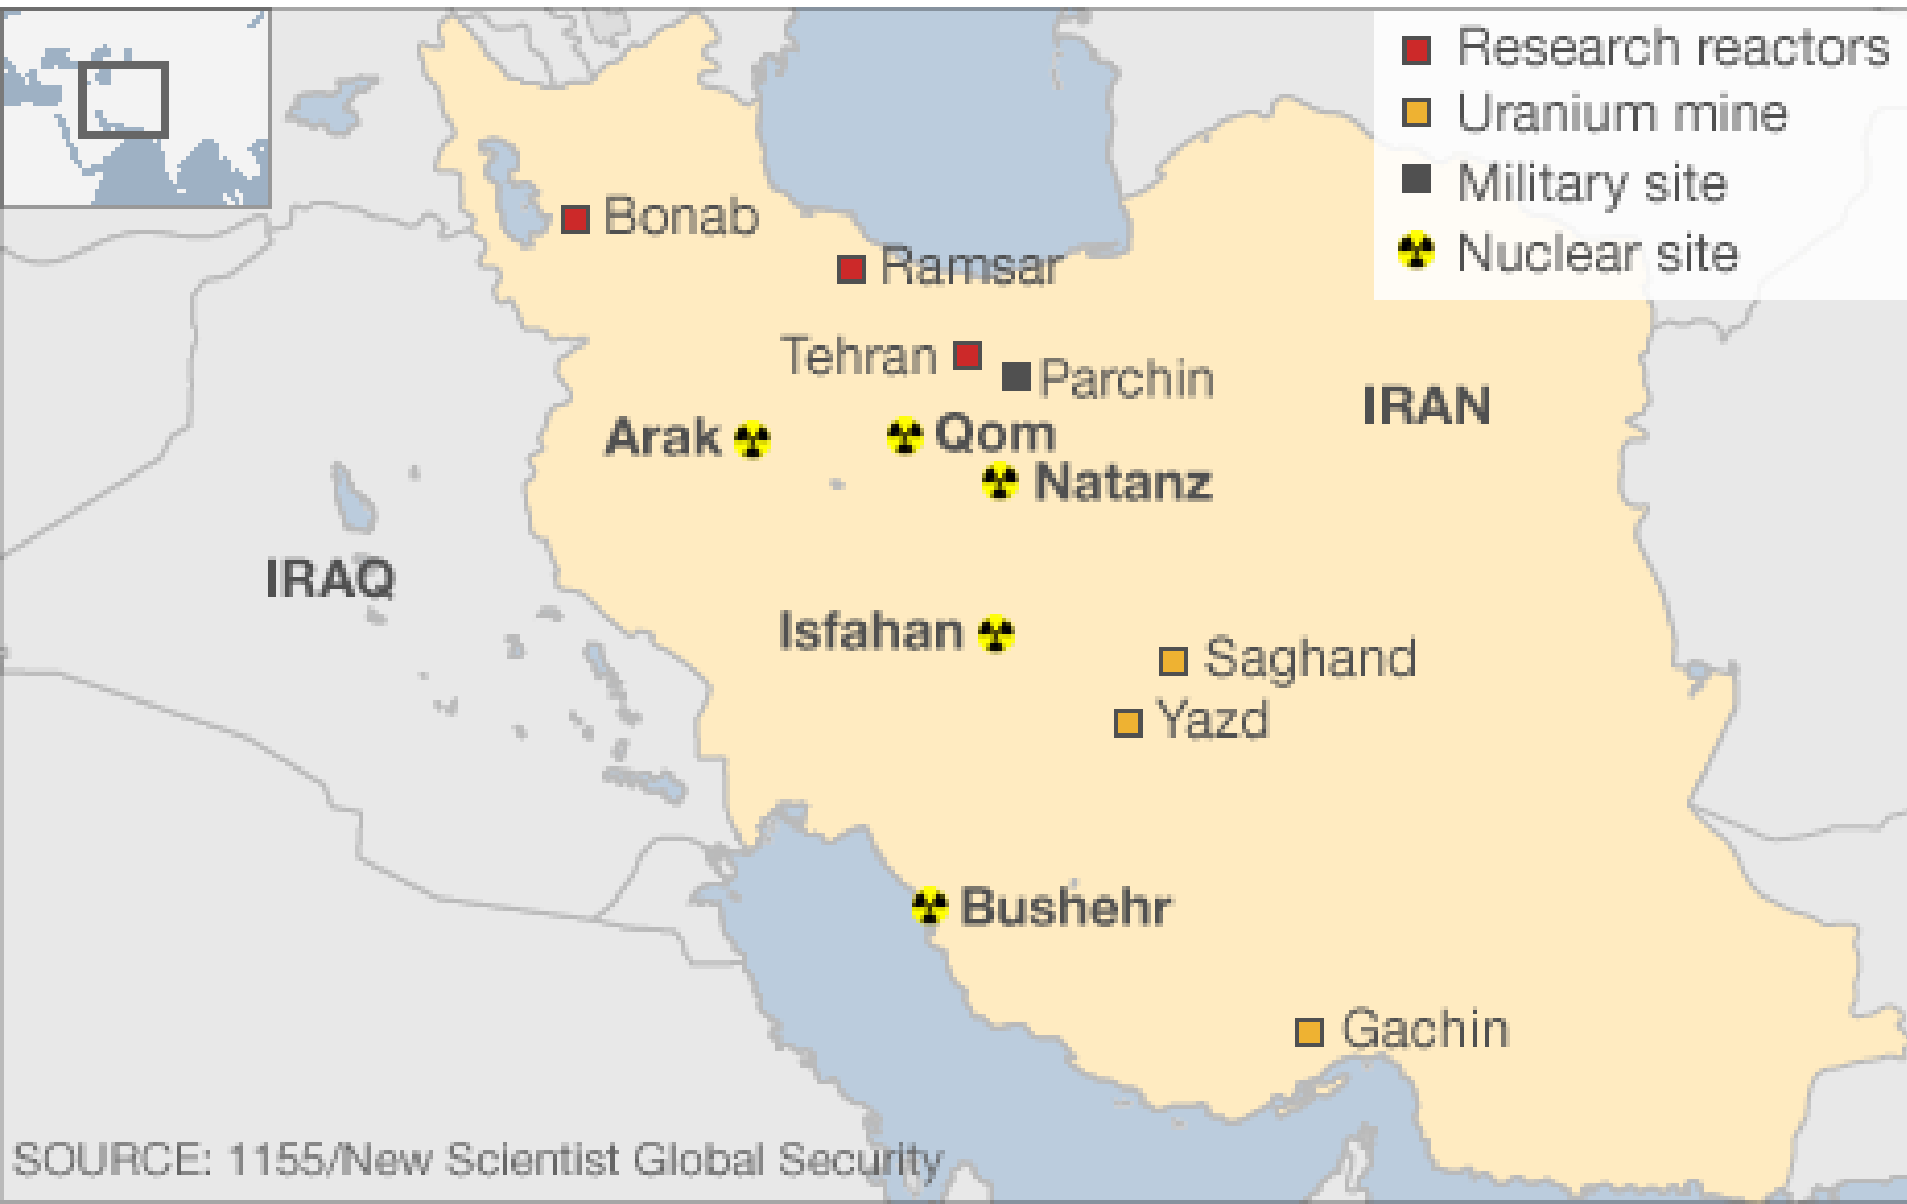 Research reactors
Uranium mine
Military site
Nuclear site
Bonab
Ramsar
Tehran
Parchin
IRAN
Arak
Qom
Natanz
IRAQ
Isfahan
Saghand
Yazd
Bushehr
Gachin
SOURCE: 1155/New Scientist Global Security